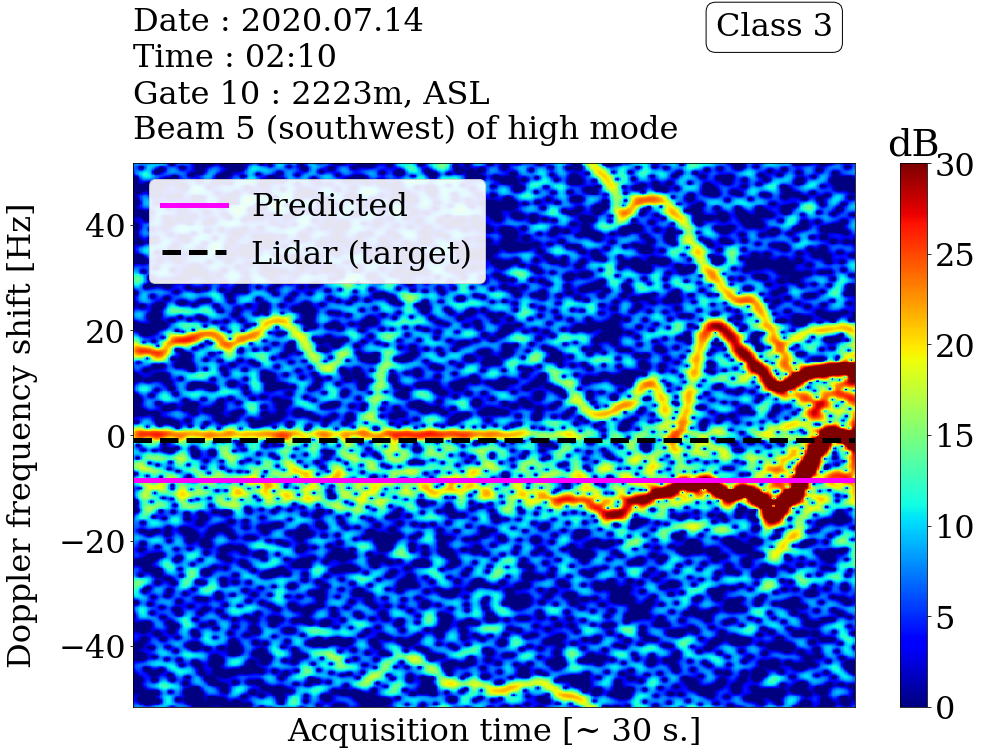 Date : 2020.07.14
Class 3
Time : 02:10
Gate 10 : 2223m, ASL
Beam 5 (southwest) of high mode
dB
Predicted
Lidar (target)
Doppler frequency shift [Hz]
40
20
0
−20
−40
30
25
20
15
10
5
0
Acquisition time [~ 30 s.]